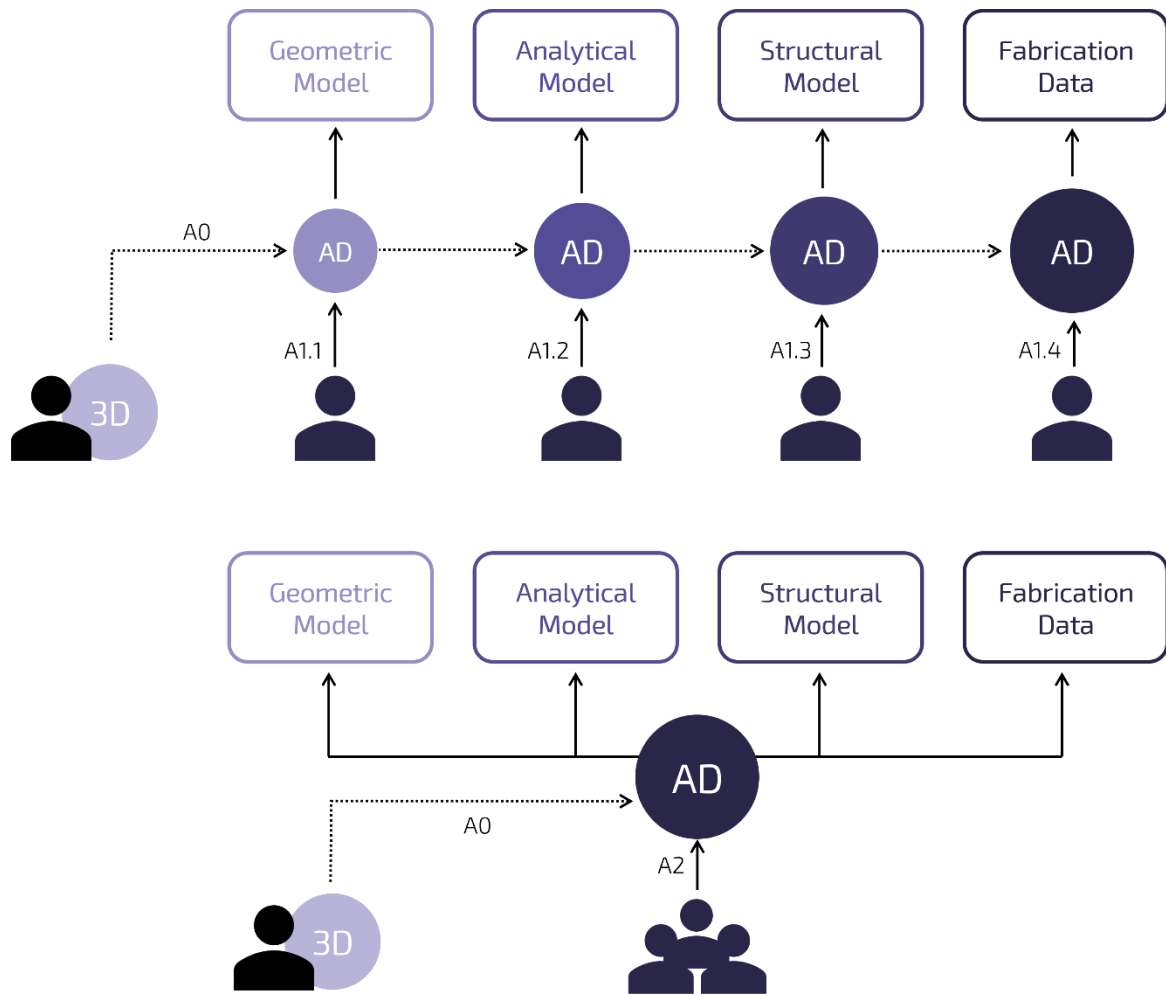 Geometric
Model
Analytical
Model
Structural
Model
Fabrication
Data
A0
AD
AD
AD
AD
A1.1
A1.2
A1.3
A1.4
3D
Geometric
Model
Analytical
Model
Structural
Model
Fabrication
Data
AD
A0
A2
3D